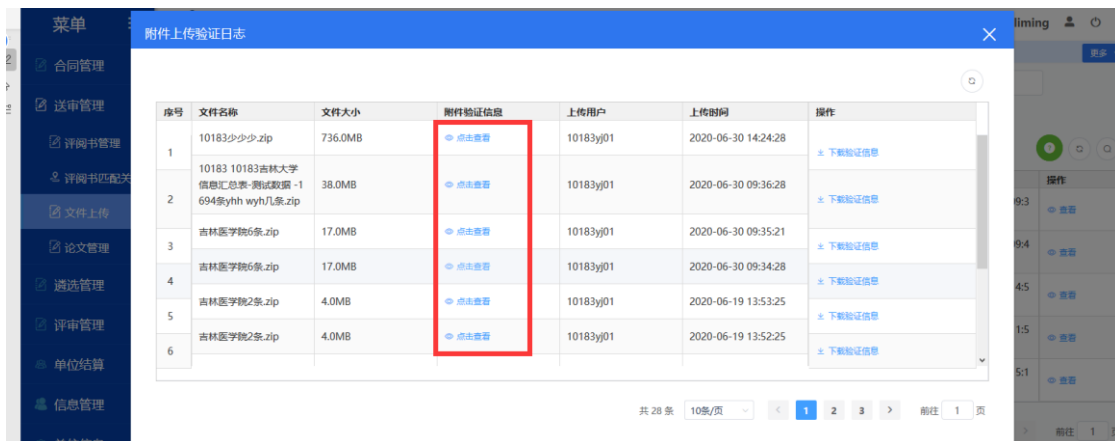 菜单
liming
附件上传验证日志
更多
合同管理
送审管理
评阅书管理
评阅书匹配关
文件上传
论文管理
遴选管理
评审管理
单位结算
信息管理
序号 文件名称 文件大小 附件验证信息 上传用户 上传时间 操作
1 10183少少少.zip 736.0MB 点击查看 10183yj01 2020-06-30 14:24:28 下载验证信息
10183 10183吉林大学
2 信息汇总表-测试数据 -1 38.0MB 点击查看 10183yj01 2020-06-30 09:36:28 下载验证信息
694条yhh wyh几条.zip
3 吉林医学院6条.zip 17.0MB 点击查看 10183yj01 2020-06-30 09:35:21 下载验证信息
4 吉林医学院6条.zip 17.0MB 点击查看 10183yj01 2020-06-30 09:34:28 下载验证信息
5 吉林医学院2条.zip 4.0MB 点击查看 10183yj01 2020-06-19 13:53:25 下载验证信息
6 吉林医学院2条.zip 4.0MB 点击查看 10183yj01 2020-06-19 13:52:25 下载验证信息
操作
09:3 查看
09:4 查看
4:5 查看
1:5 查看
5:1 查看
共 28 条 10条/页 1 2 3 前往 1 页
前往 1